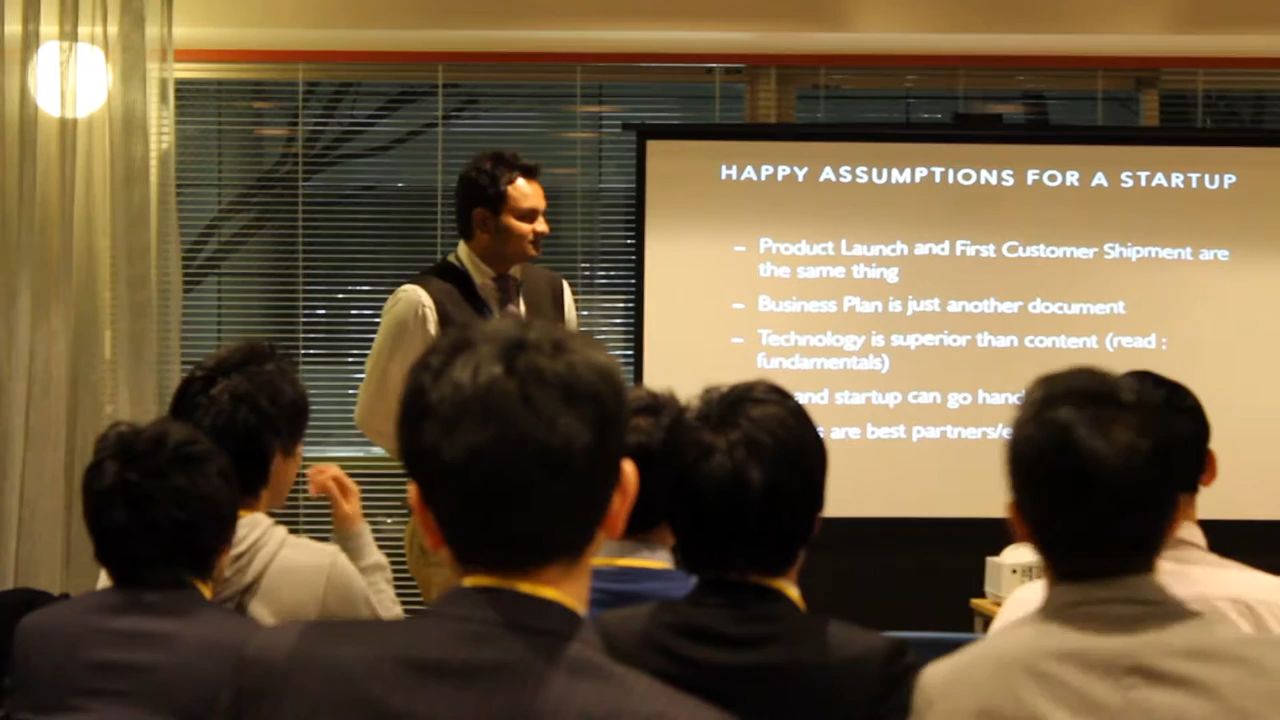 HAPPY ASSUMPTIONS FOR A STARTUP
– Product Launch and First Customer Shipment are
the same thing
– Business Plan is just another document
– Technology is superior than content (read :
fundamentals)
and startup can go hand
are best partners/